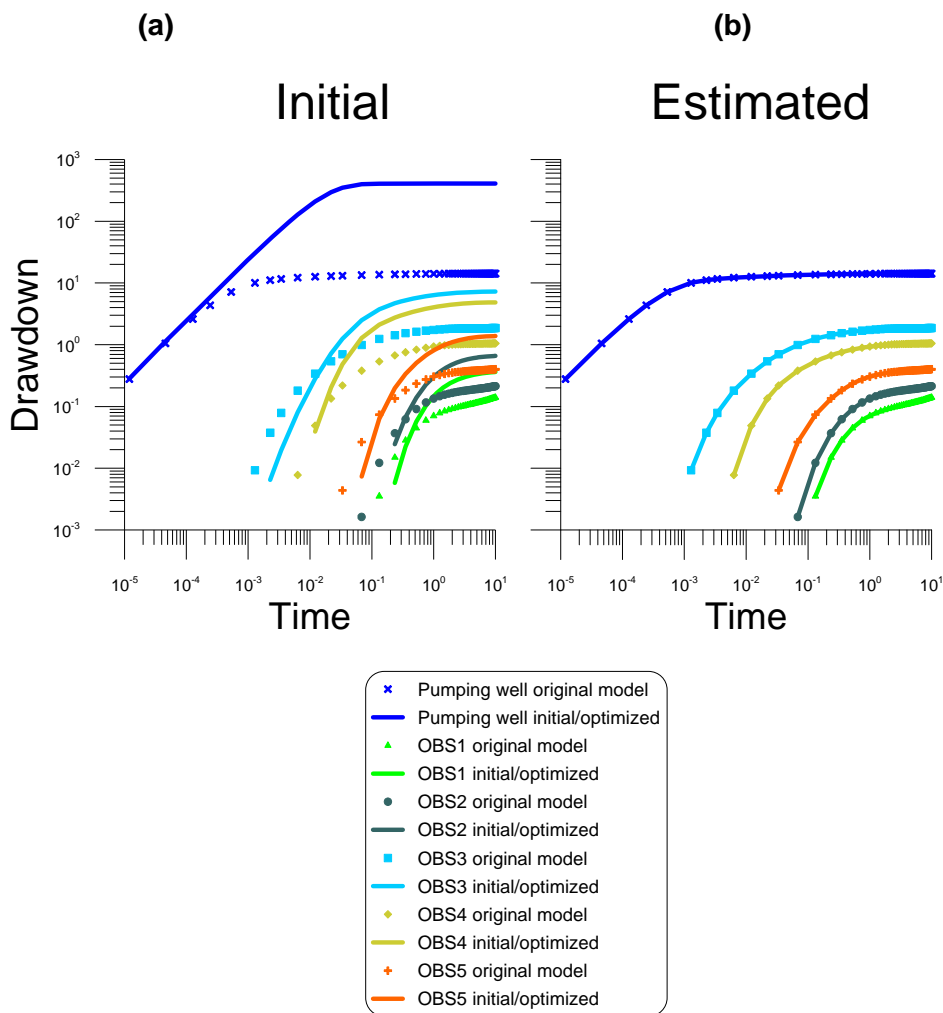 (a)
(b)
Initial
Estimated
Drawdown
10³
10²
10¹
10⁰
10⁻¹
10⁻²
10⁻³
10⁻⁵ 10⁻⁴ 10⁻³ 10⁻² 10⁻¹ 10⁰ 10¹
10⁻⁵ 10⁻⁴ 10⁻³ 10⁻² 10⁻¹ 10⁰ 10¹
Time
Time
Pumping well original model
Pumping well initial/optimized
OBS1 original model
OBS1 initial/optimized
OBS2 original model
OBS2 initial/optimized
OBS3 original model
OBS3 initial/optimized
OBS4 original model
OBS4 initial/optimized
OBS5 original model
OBS5 initial/optimized